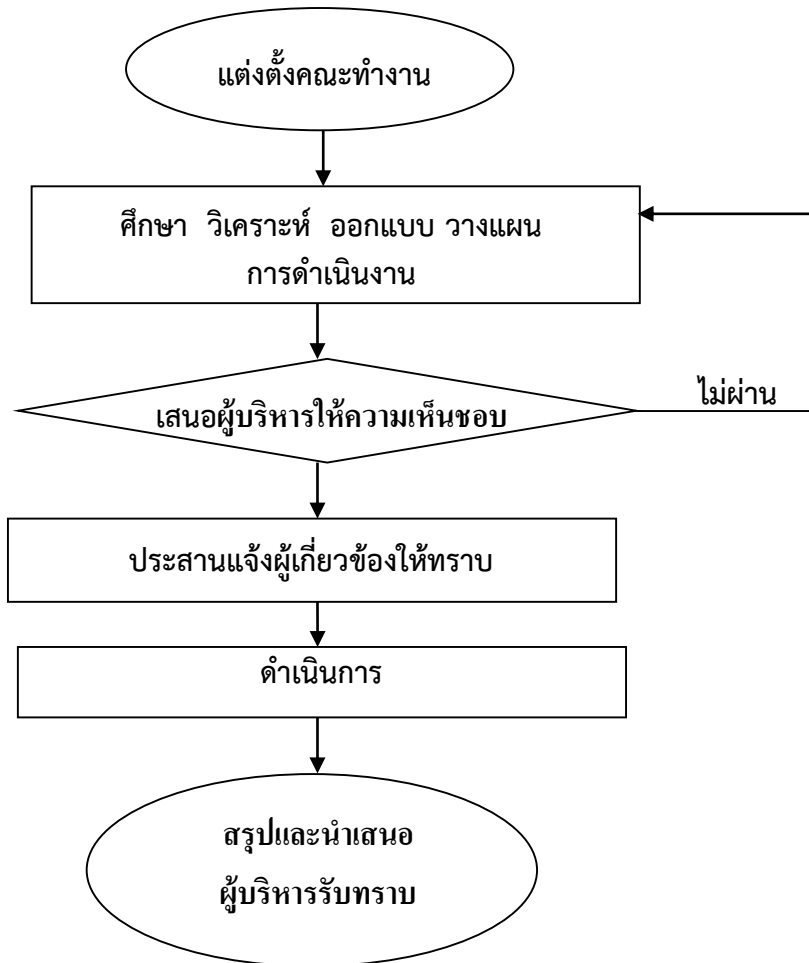 แต่งตั้งคณะทำงาน
ศึกษา วิเคราะห์ ออกแบบ วางแผน
การดำเนินงาน
เสนอผู้บริหารให้ความเห็นชอบ
ไม่ผ่าน
ประสานแจ้งผู้เกี่ยวข้องให้ทราบ
ดำเนินการ
สรุปและนำเสนอ
ผู้บริหารรับทราบ